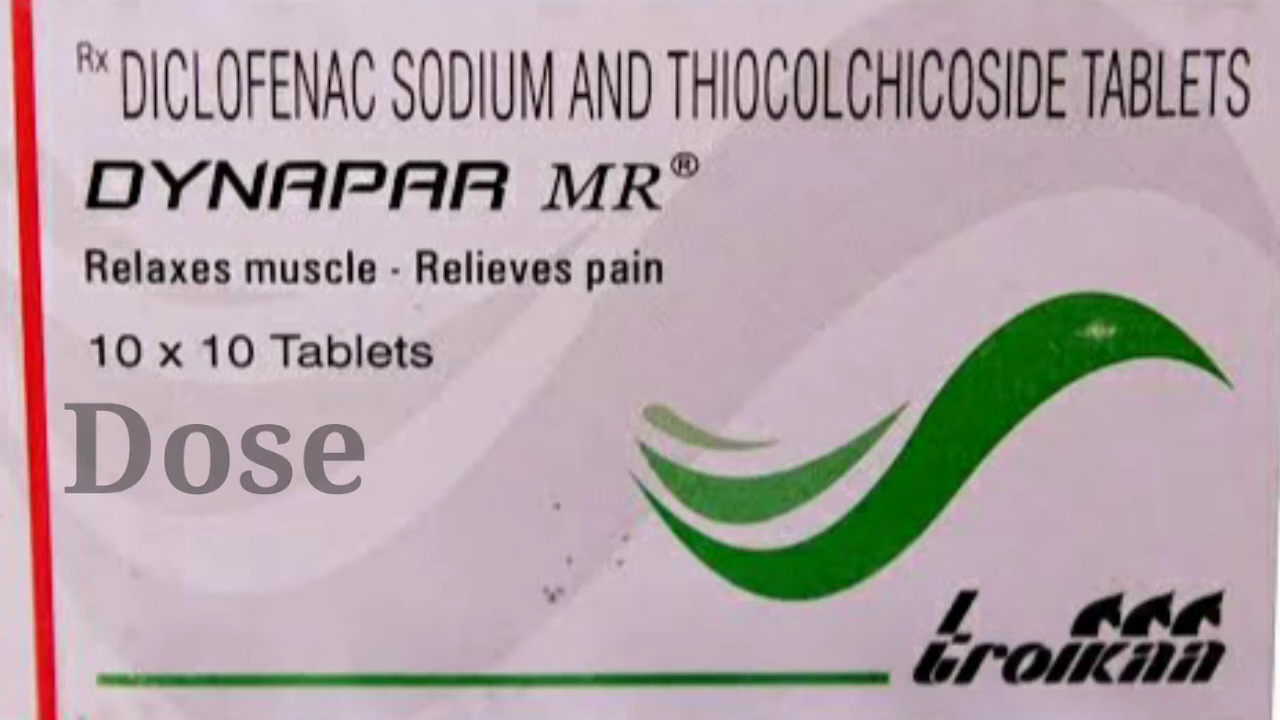 Rx DICLOFENAC SODIUM AND THIOCOLCHICOSIDE TABLETS
DYNAPAR MR®
Relaxes muscle - Relieves pain
10 x 10 Tablets
Dose
troikaa